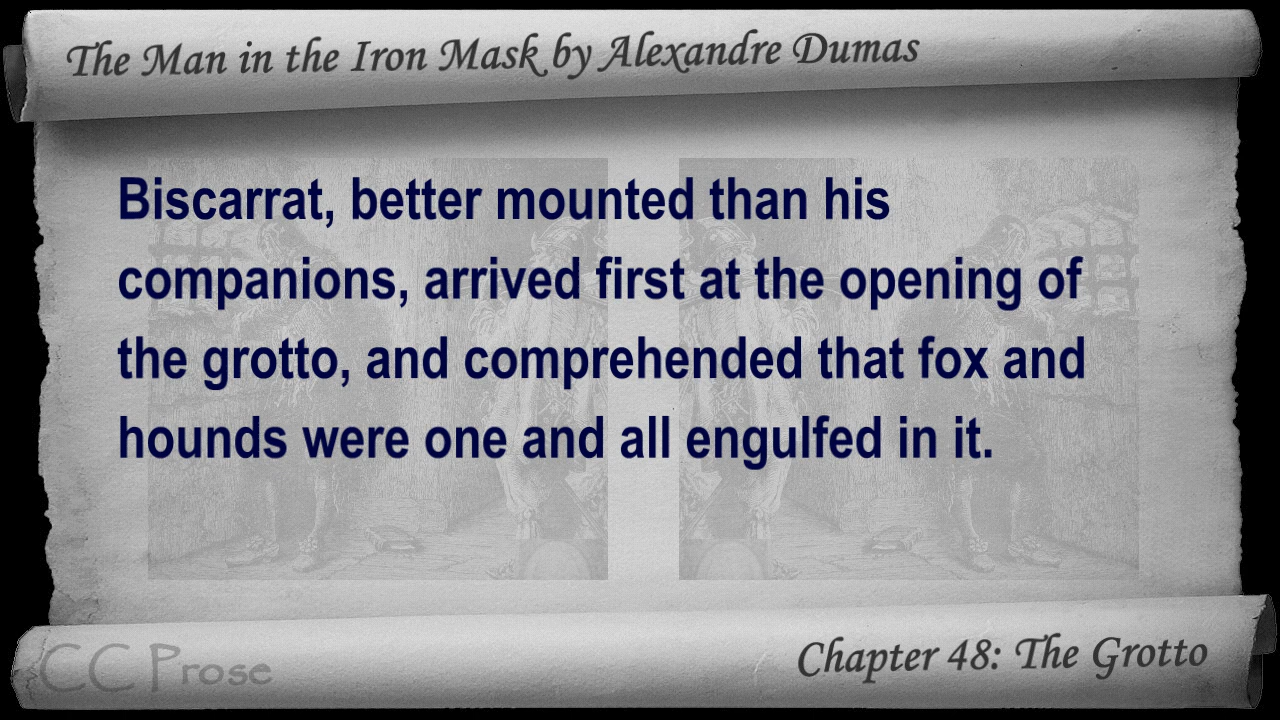 The Man in the Iron Mask by Alexandre Dumas
Biscarrat, better mounted than his
companions, arrived first at the opening of
the grotto, and comprehended that fox and
hounds were one and all engulfed in it.
CC Prose
Chapter 48: The Grotto